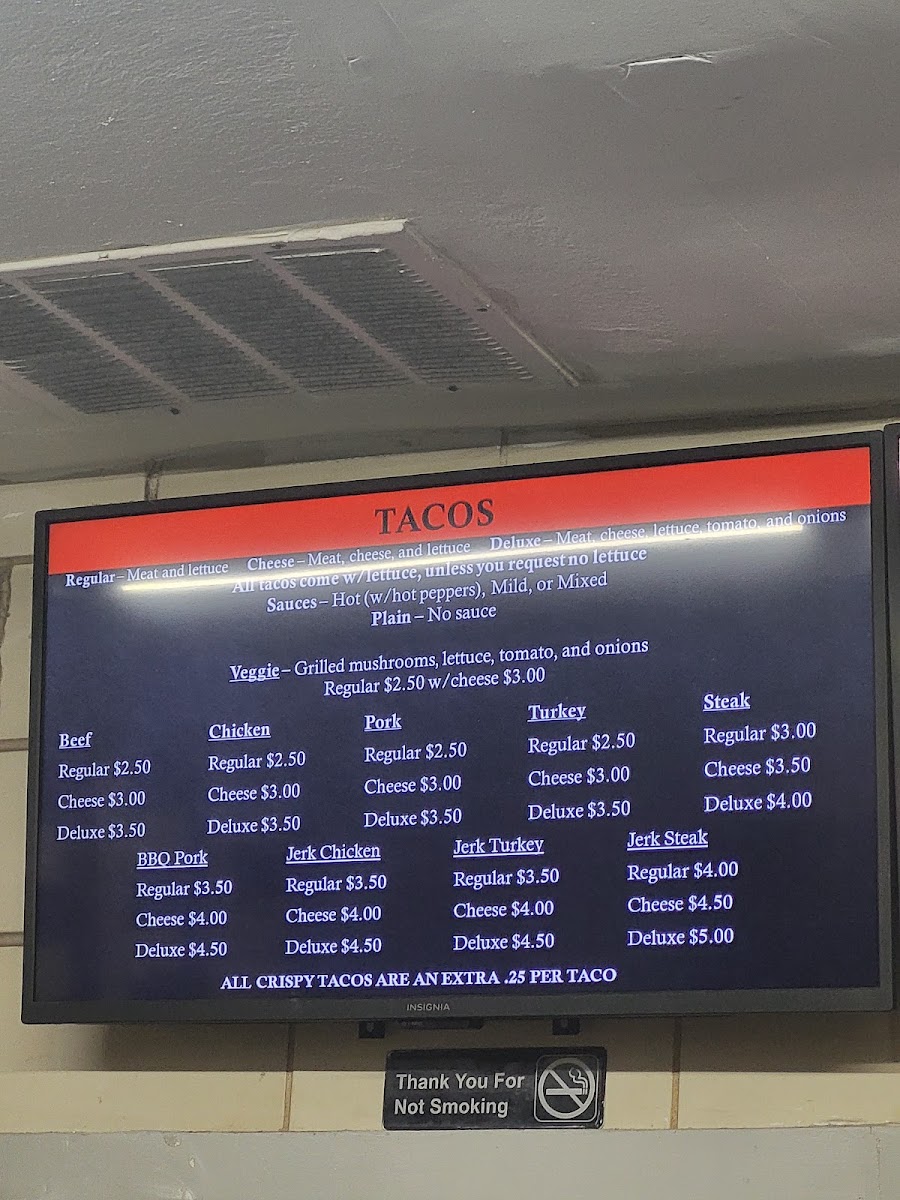 TACOS
Regular – Meat and lettuce Cheese – Meat, cheese, and lettuce Deluxe – Meat, cheese, lettuce, tomato, and onions
All tacos come w/lettuce, unless you request no lettuce
Sauces – Hot (w/hot peppers), Mild, or Mixed
Plain – No sauce
Veggie – Grilled mushrooms, lettuce, tomato, and onions
Regular $2.50 w/cheese $3.00
Beef
Regular $2.50
Cheese $3.00
Deluxe $3.50
Chicken
Regular $2.50
Cheese $3.00
Deluxe $3.50
Pork
Regular $2.50
Cheese $3.00
Deluxe $3.50
Turkey
Regular $2.50
Cheese $3.00
Deluxe $3.50
Steak
Regular $3.00
Cheese $3.50
Deluxe $4.00
BBQ Pork
Regular $3.50
Cheese $4.00
Deluxe $4.50
Jerk Chicken
Regular $3.50
Cheese $4.00
Deluxe $4.50
Jerk Turkey
Regular $3.50
Cheese $4.00
Deluxe $4.50
Jerk Steak
Regular $4.00
Cheese $4.50
Deluxe $5.00
ALL CRISPY TACOS ARE AN EXTRA .25 PER TACO
INSIGNIA
Thank You For
Not Smoking